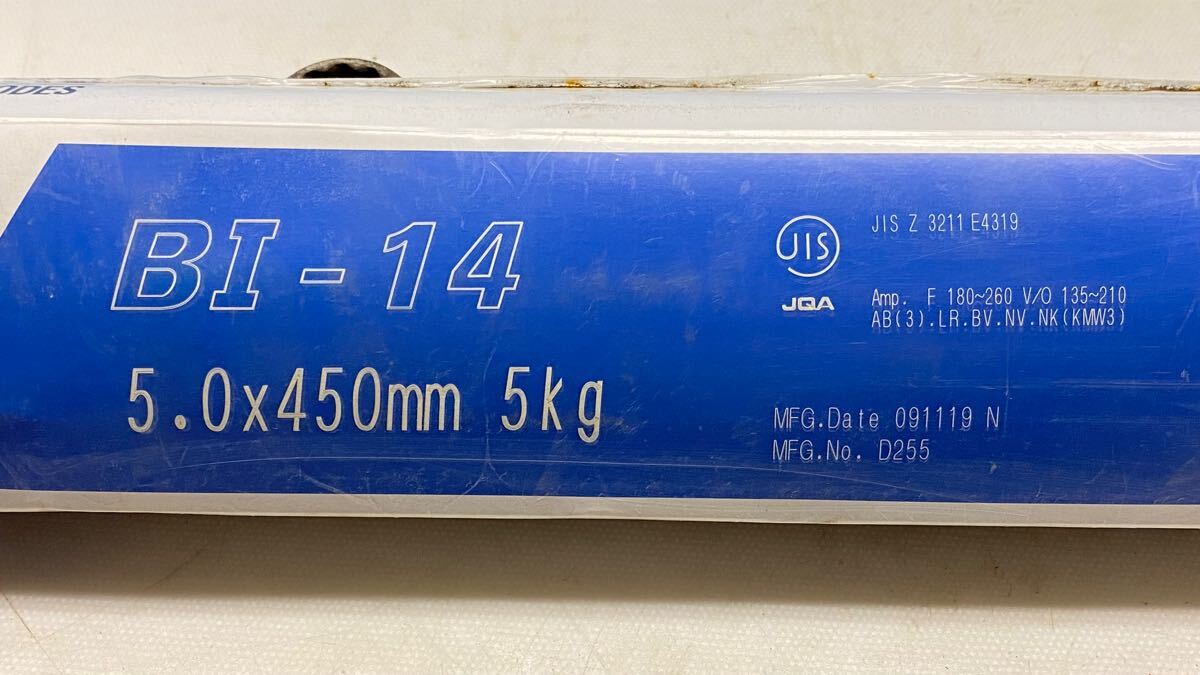 ODES
BI-14
5.0x450mm 5kg
JIS
JQA
JIS Z 3211 E4319
Amp. F 180~260 V/O 135~210
AB(3).LR.BV.NV.NK(KMW3)
MFG.Date 091119 N
MFG.No. D255